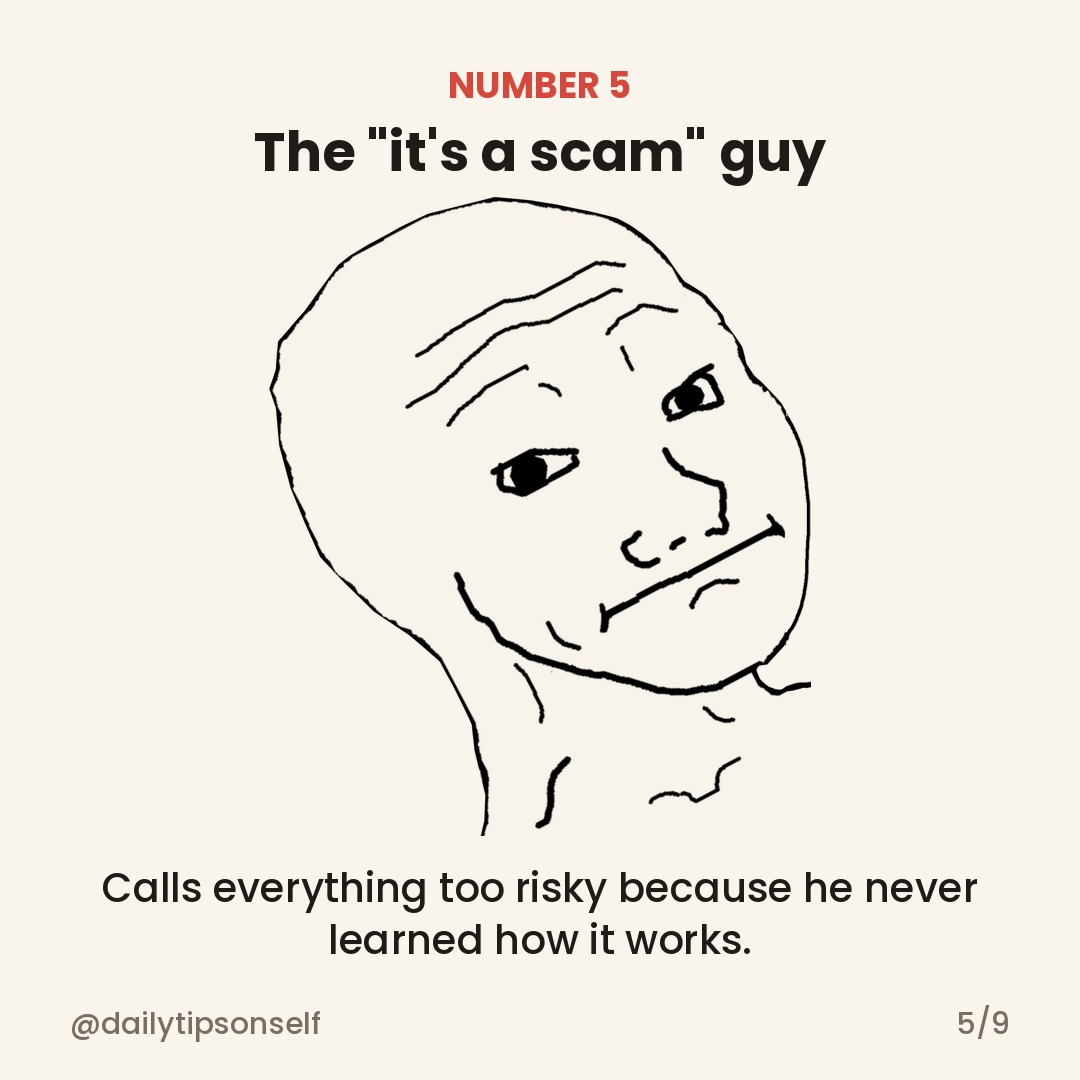 NUMBER 5
The "it's a scam" guy
Calls everything too risky because he never
learned how it works.
@dailytipsonself
5/9